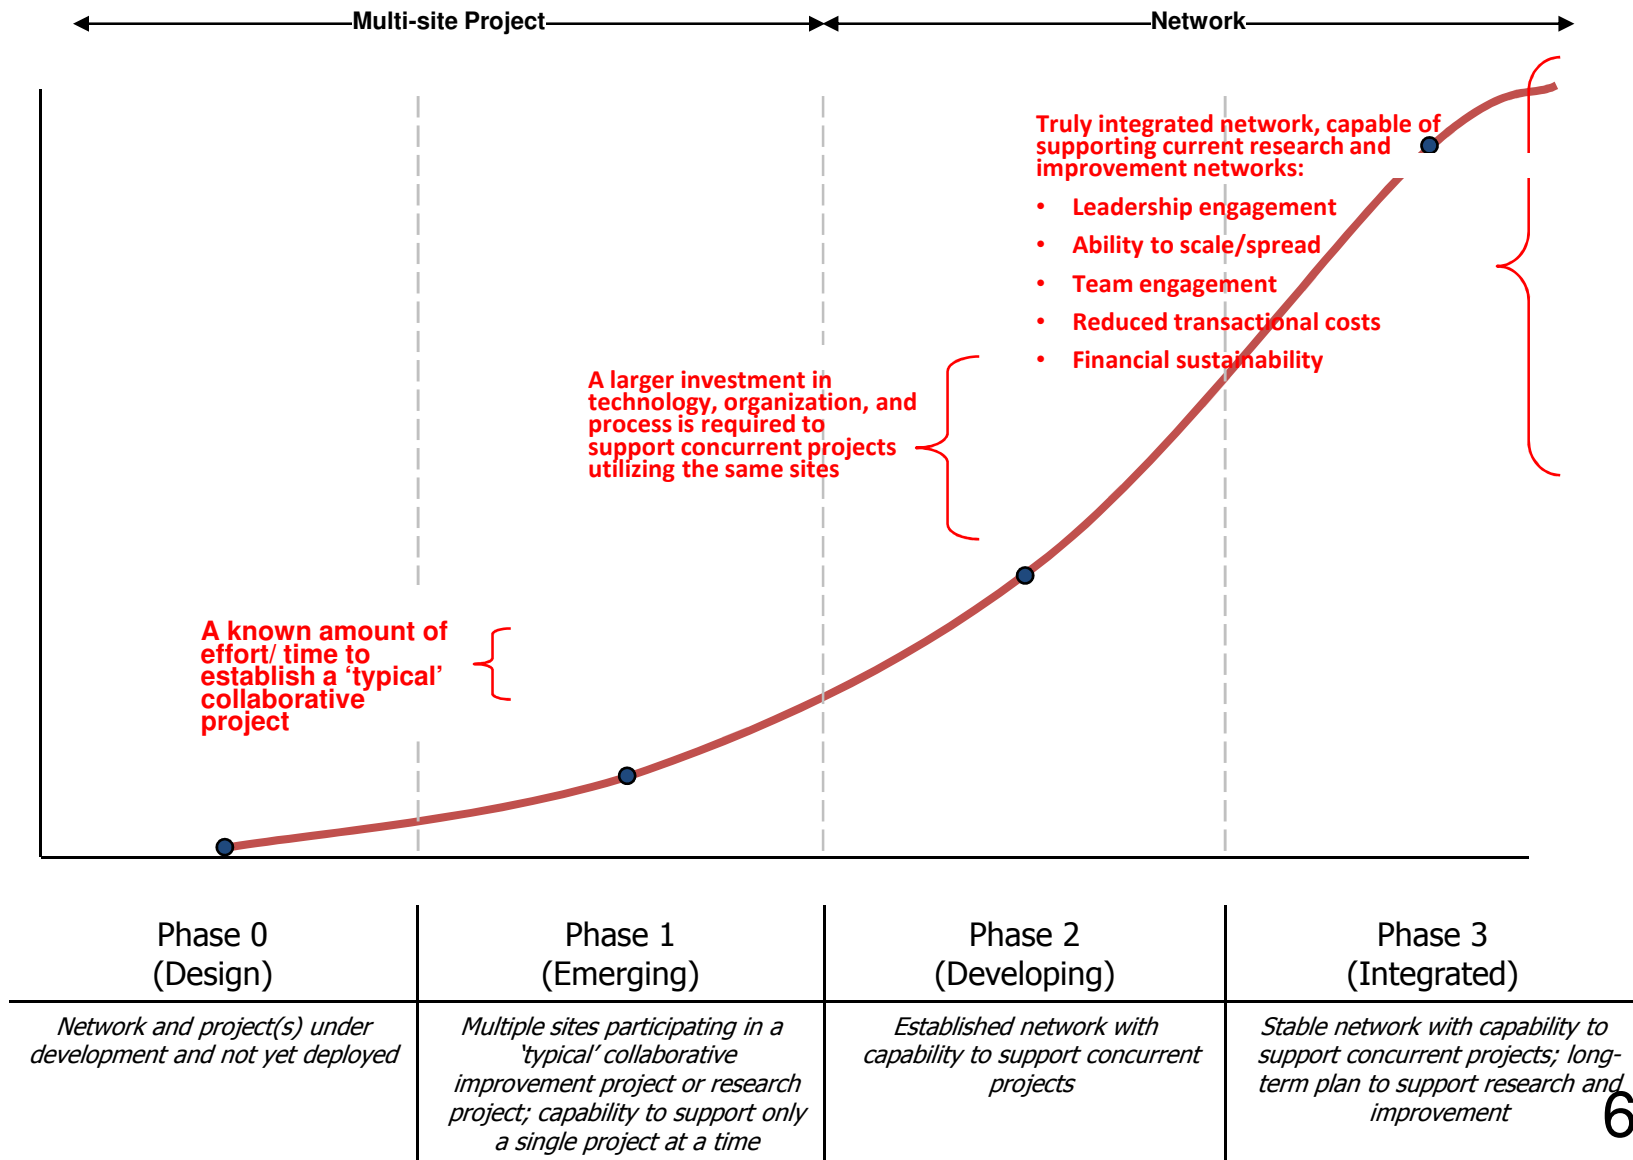 Multi-site Project
Network
Truly integrated network, capable of
supporting current research and
improvement networks:
• Leadership engagement
• Ability to scale/spread
• Team engagement
• Reduced transactional costs
• Financial sustainability
A larger investment in
technology, organization, and
process is required to
support concurrent projects
utilizing the same sites
A known amount of
effort/ time to
establish a ‘typical’
collaborative
project
Phase 0
(Design)
Phase 1
(Emerging)
Phase 2
(Developing)
Phase 3
(Integrated)
Network and project(s) under
development and not yet deployed
Multiple sites participating in a
‘typical’ collaborative
improvement project or research
project; capability to support only
a single project at a time
Established network with
capability to support concurrent
projects
Stable network with capability to
support concurrent projects; long-
term plan to support research and
improvement
6